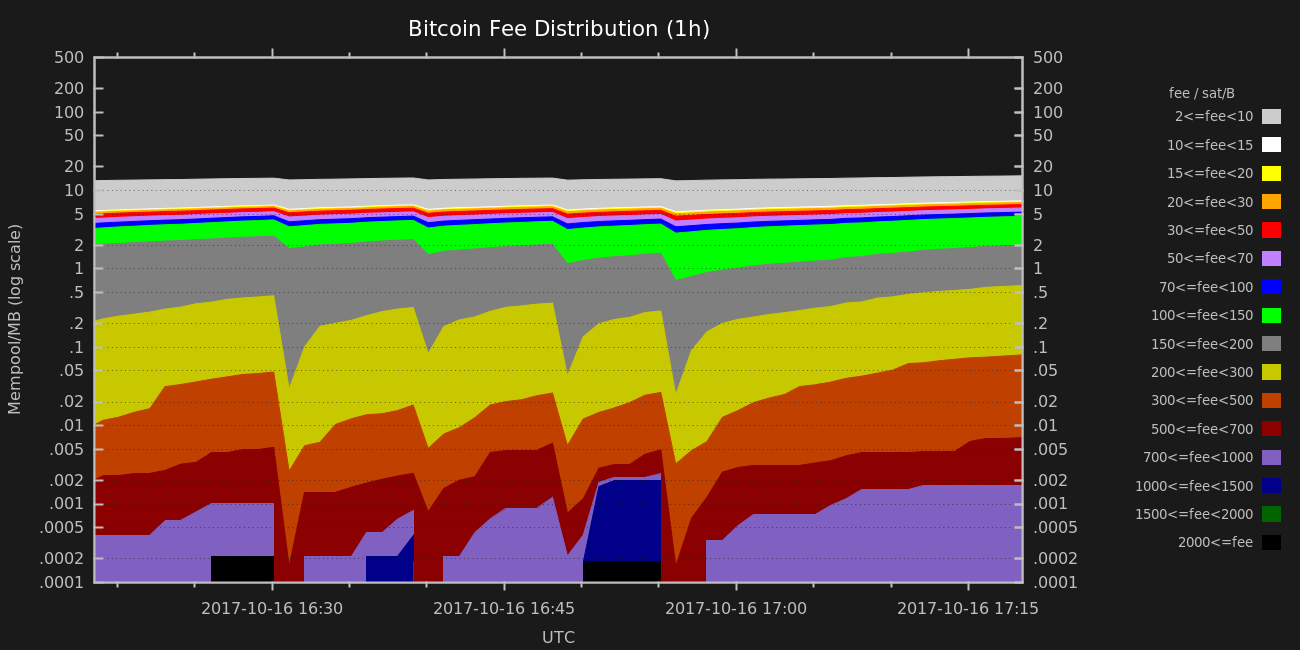 Bitcoin Fee Distribution (1h)
Mempool/MB (log scale)
500
200
100
50
20
10
5
2
1
.5
.2
.1
.05
.02
.01
.005
.002
.001
.0005
.0002
.0001
500
200
100
50
20
10
5
2
1
.5
.2
.1
.05
.02
.01
.005
.002
.001
.0005
.0002
.0001
2017-10-16 16:30 2017-10-16 16:45 2017-10-16 17:00 2017-10-16 17:15
UTC
fee / sat/B
2<=fee<10
10<=fee<15
15<=fee<20
20<=fee<30
30<=fee<50
50<=fee<70
70<=fee<100
100<=fee<150
150<=fee<200
200<=fee<300
300<=fee<500
500<=fee<700
700<=fee<1000
1000<=fee<1500
1500<=fee<2000
2000<=fee